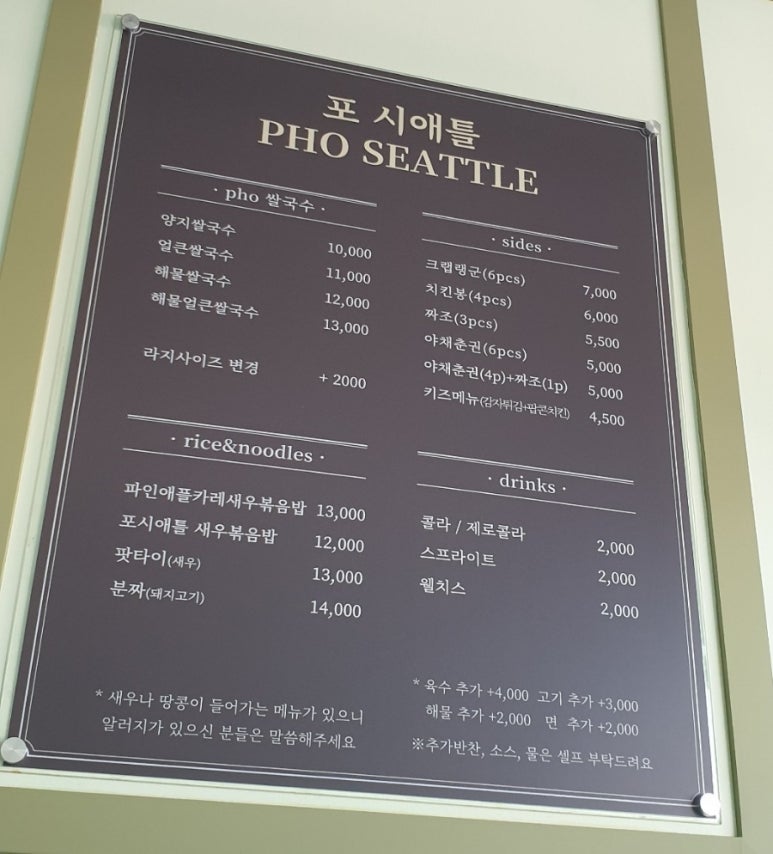 포 시애틀
PHO SEATTLE
· pho 쌀국수 ·
양지쌀국수 10,000
얼큰쌀국수 11,000
해물쌀국수 12,000
해물얼큰쌀국수 13,000
라지사이즈 변경 + 2000
· rice&noodles ·
파인애플카레새우볶음밥 13,000
포시애틀 새우볶음밥 12,000
팟타이(새우) 13,000
분짜(돼지고기) 14,000
* 새우나 땅콩이 들어가는 메뉴가 있으니
알러지가 있으신 분들은 말씀해주세요
· sides ·
크랩랭군(6pcs) 7,000
치킨봉(4pcs) 6,000
짜조(3pcs) 5,500
야채춘권(6pcs) 5,000
야채춘권(4p)+짜조(1p) 5,000
키즈메뉴(감자튀김+팝콘치킨) 4,500
· drinks ·
콜라 / 제로콜라 2,000
스프라이트 2,000
웰치스 2,000
* 육수 추가 +4,000 고기 추가 +3,000
해물 추가 +2,000 면 추가 +2,000
※추가반찬, 소스, 물은 셀프 부탁드려요